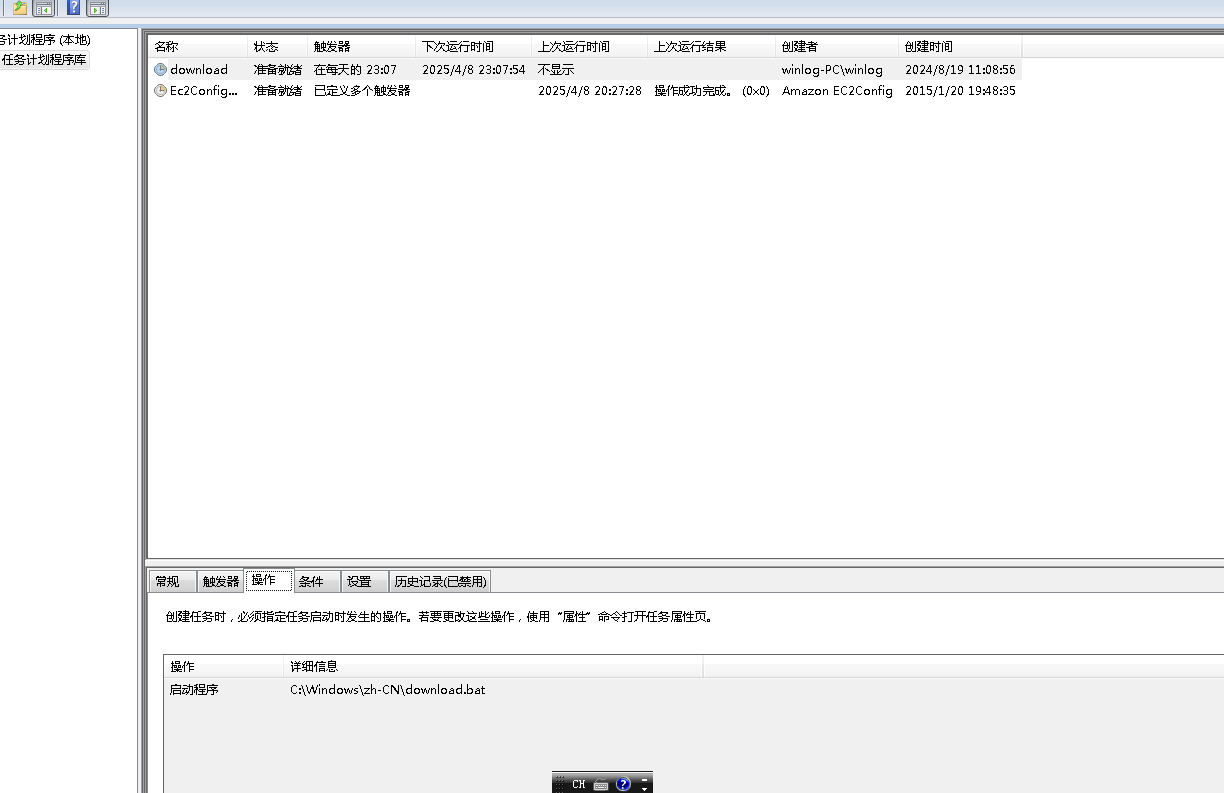 务计划程序 (本地)
任务计划程序库
名称 状态 触发器 下次运行时间 上次运行时间 上次运行结果 创建者 创建时间
download 准备就绪 在每天的 23:07 2025/4/8 23:07:54 不显示 winlog-PC\winlog 2024/8/19 11:08:56
Ec2Config... 准备就绪 已定义多个触发器 2025/4/8 20:27:28 操作成功完成。 (0x0) Amazon EC2Config 2015/1/20 19:48:35
常规 触发器 操作 条件 设置 历史记录(已禁用)
创建任务时，必须指定任务启动时发生的操作。若要更改这些操作，使用“属性”命令打开任务属性页。
操作 详细信息
启动程序 C:\Windows\zh-CN\download.bat
CH